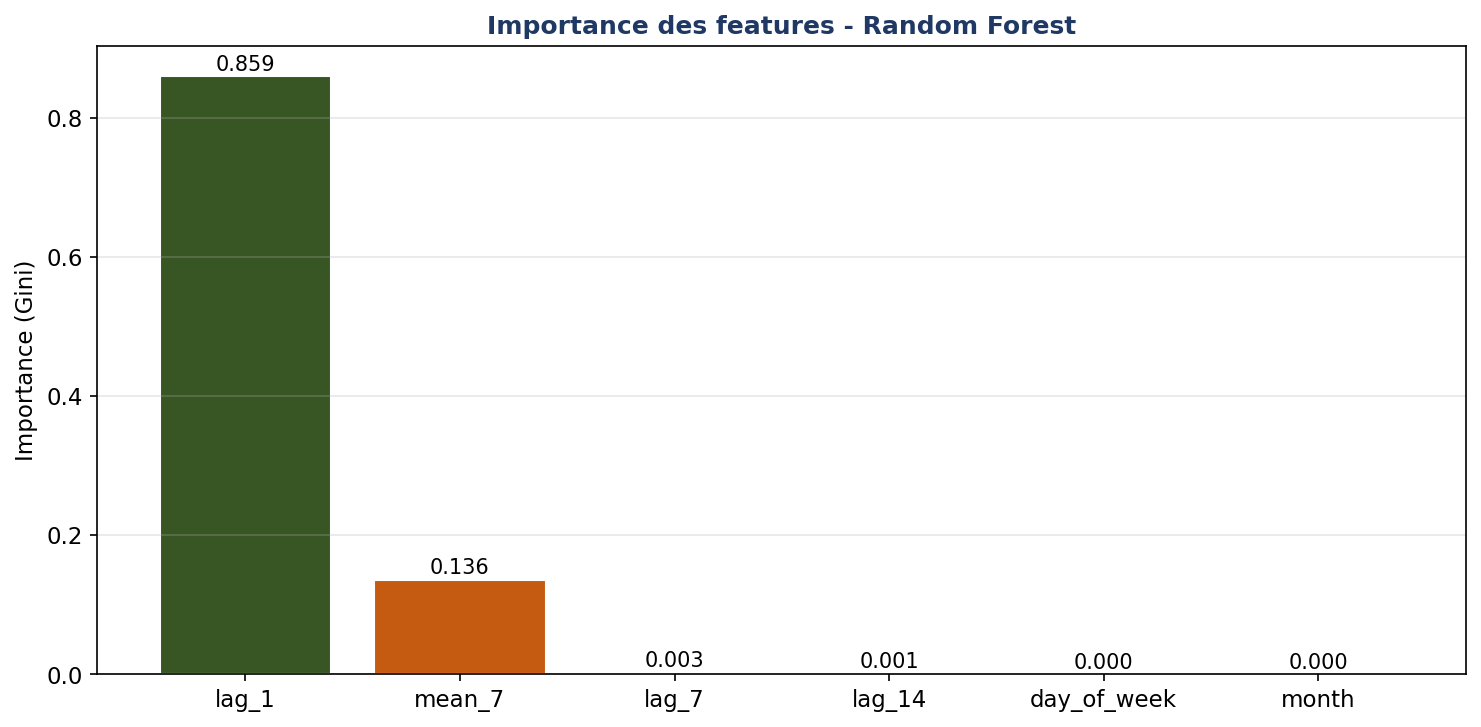 Importance des features - Random Forest
Importance (Gini)
0.8
0.6
0.4
0.2
0.0
0.859
0.136
0.003
0.001
0.000
0.000
lag_1
mean_7
lag_7
lag_14
day_of_week
month